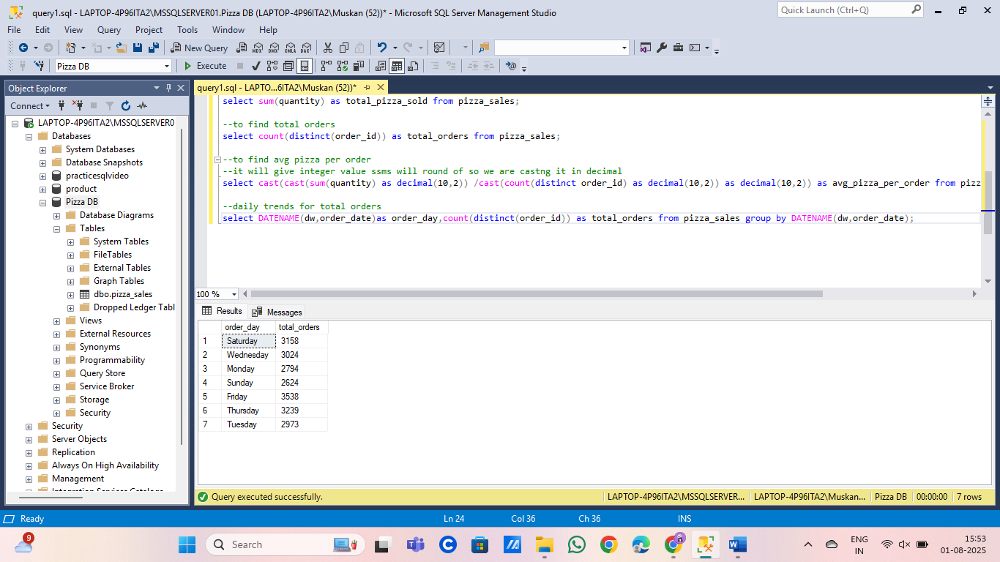 query1.sql - LAPTOP-4P96ITA2\MSSQLSERVER01.Pizza DB (LAPTOP-4P96ITA2\Muskan (52))* - Microsoft SQL Server Management Studio
Quick Launch (Ctrl+Q)
File Edit View Query Project Tools Window Help
New Query
MDX DMX XMLA DAX
Pizza DB
Execute
Object Explorer
query1.sql - LAPTO...6ITA2\Muskan (52))*
Connect
LAPTOP-4P96ITA2\MSSQLSERVER0
Databases
System Databases
Database Snapshots
practicesqlvideo
product
Pizza DB
Database Diagrams
Tables
System Tables
FileTables
External Tables
Graph Tables
dbo.pizza_sales
Dropped Ledger Tabl
Views
External Resources
Synonyms
Programmability
Query Store
Service Broker
Storage
Security
Security
Server Objects
Replication
Always On High Availability
Management
Integration Services Catalogs
select sum(quantity) as total_pizza_sold from pizza_sales;
--to find total orders
select count(distinct(order_id)) as total_orders from pizza_sales;
--to find avg pizza per order
--it will give integer value ssms will round of so we are castng it in decimal
select cast(cast(sum(quantity) as decimal(10,2)) /cast(count(distinct order_id) as decimal(10,2)) as decimal(10,2)) as avg_pizza_per_order from pizz
--daily trends for total orders
select DATENAME(dw,order_date)as order_day,count(distinct(order_id)) as total_orders from pizza_sales group by DATENAME(dw,order_date);
100 %
Results Messages
order_day total_orders
1 Saturday 3158
2 Wednesday 3024
3 Monday 2794
4 Sunday 2624
5 Friday 3538
6 Thursday 3239
7 Tuesday 2973
Query executed successfully.
LAPTOP-4P96ITA2\MSSQLSERVER... LAPTOP-4P96ITA2\Muskan... Pizza DB 00:00:00 7 rows
Ready Ln 24 Col 36 Ch 36 INS
9
Search
ENG
IN
15:53
01-08-2025